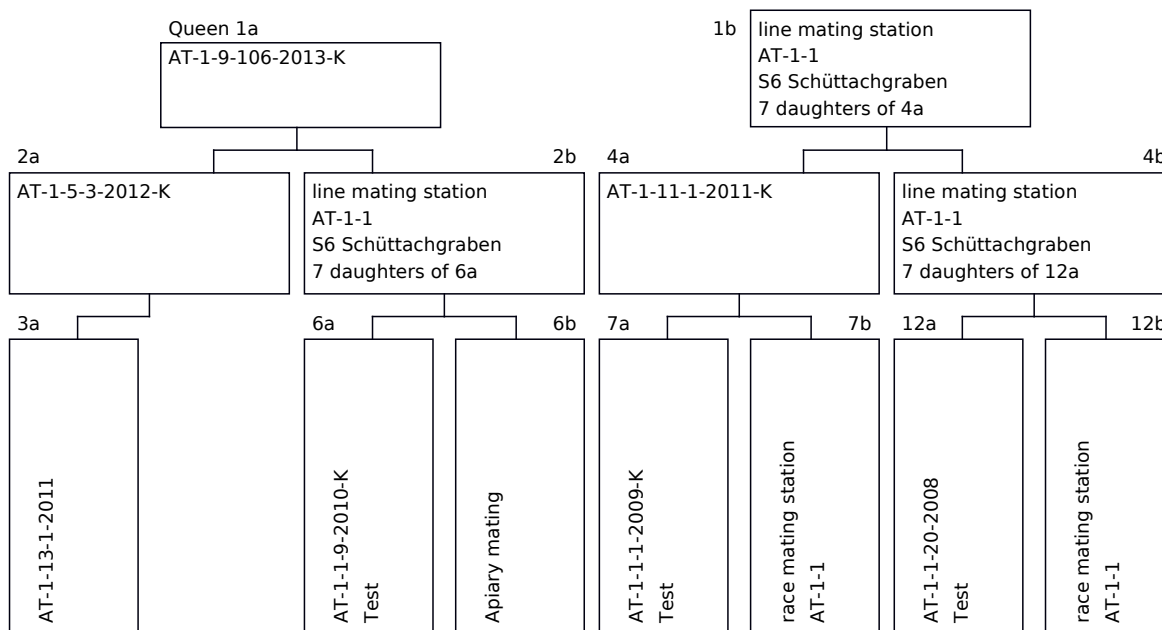 Queen 1a
AT-1-9-106-2013-K
1b
line mating station
AT-1-1
S6 Schüttachgraben
7 daughters of 4a
2a
AT-1-5-3-2012-K
2b
line mating station
AT-1-1
S6 Schüttachgraben
7 daughters of 6a
4a
AT-1-11-1-2011-K
4b
line mating station
AT-1-1
S6 Schüttachgraben
7 daughters of 12a
3a
AT-1-13-1-2011
6a
AT-1-1-9-2010-K
Test
6b
Apiary mating
7a
AT-1-1-1-2009-K
Test
7b
race mating station
AT-1-1
12a
AT-1-1-20-2008
Test
12b
race mating station
AT-1-1